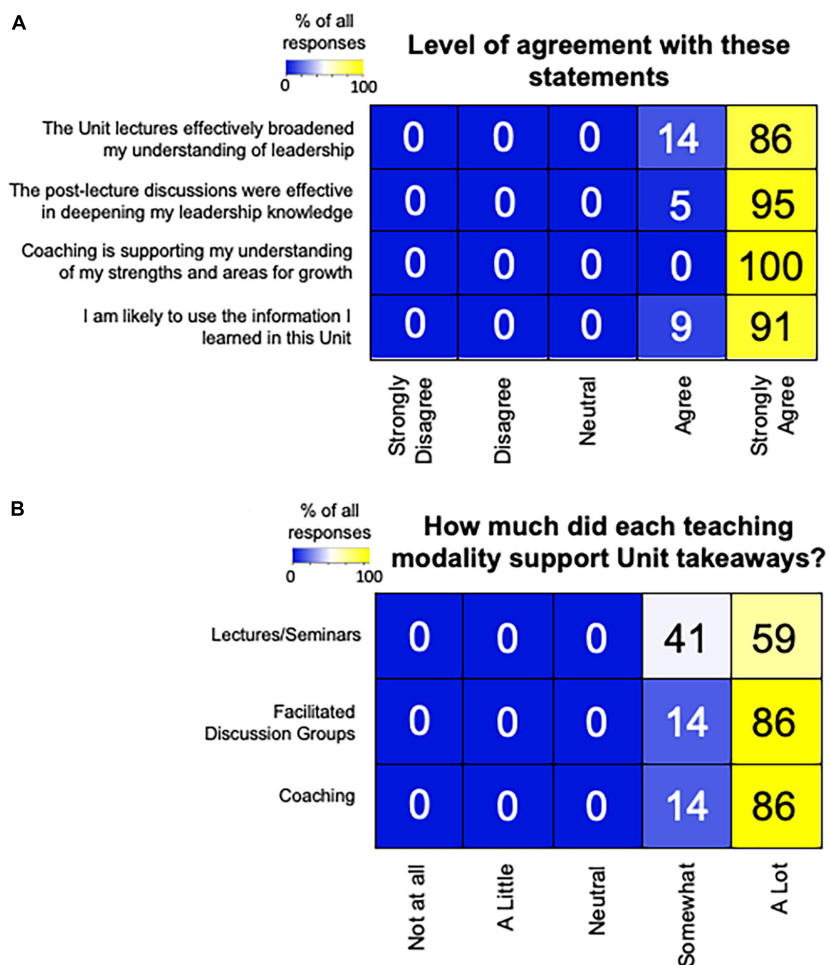 A
% of all
responses
0 100
Level of agreement with these
statements
The Unit lectures effectively broadened
my understanding of leadership
0 0 0 14 86
The post-lecture discussions were effective
in deepening my leadership knowledge
0 0 0 5 95
Coaching is supporting my understanding
of my strengths and areas for growth
0 0 0 0 100
I am likely to use the information I
learned in this Unit
0 0 0 9 91
Strongly
Disagree
Disagree
Neutral
Agree
Strongly
Agree
B
% of all
responses
0 100
How much did each teaching
modality support Unit takeaways?
Lectures/Seminars
0 0 0 41 59
Facilitated
Discussion Groups
0 0 0 14 86
Coaching
0 0 0 14 86
Not at all
A Little
Neutral
Somewhat
A Lot